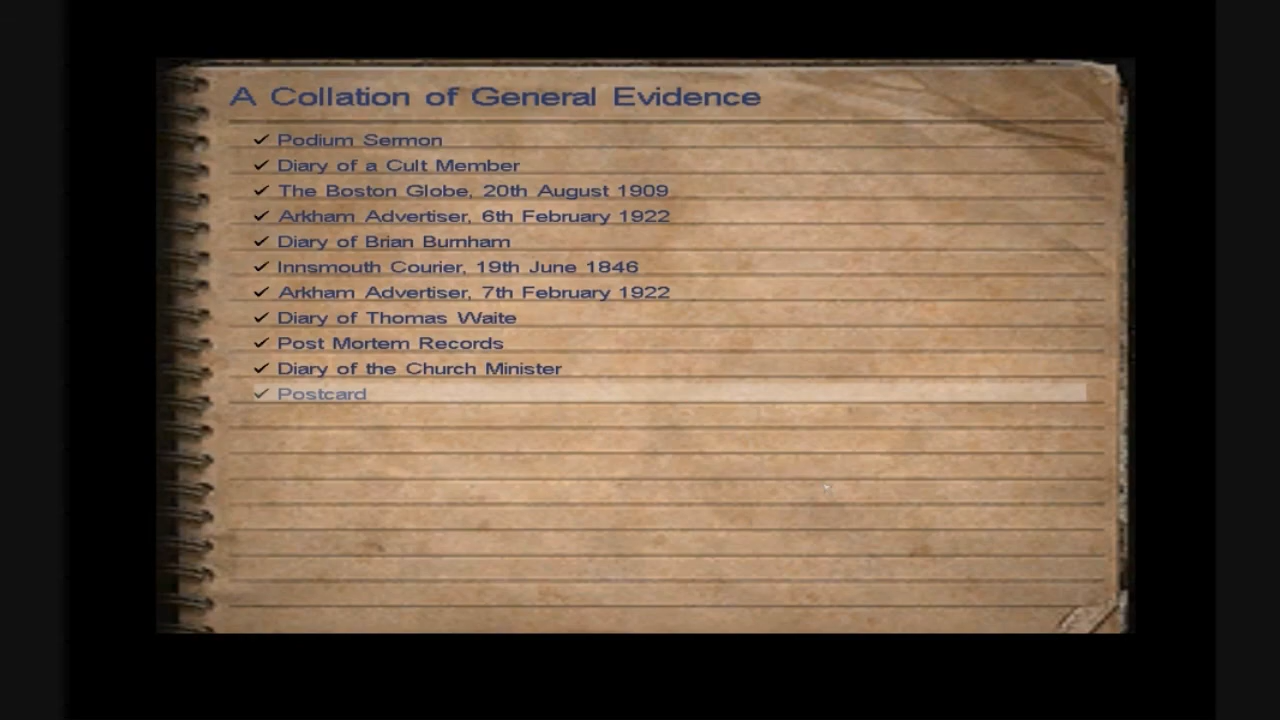 A Collation of General Evidence
✓ Podium Sermon
✓ Diary of a Cult Member
✓ The Boston Globe, 20th August 1909
✓ Arkham Advertiser, 6th February 1922
✓ Diary of Brian Burnham
✓ Innsmouth Courier, 19th June 1846
✓ Arkham Advertiser, 7th February 1922
✓ Diary of Thomas Waite
✓ Post Mortem Records
✓ Diary of the Church Minister
✓ Postcard